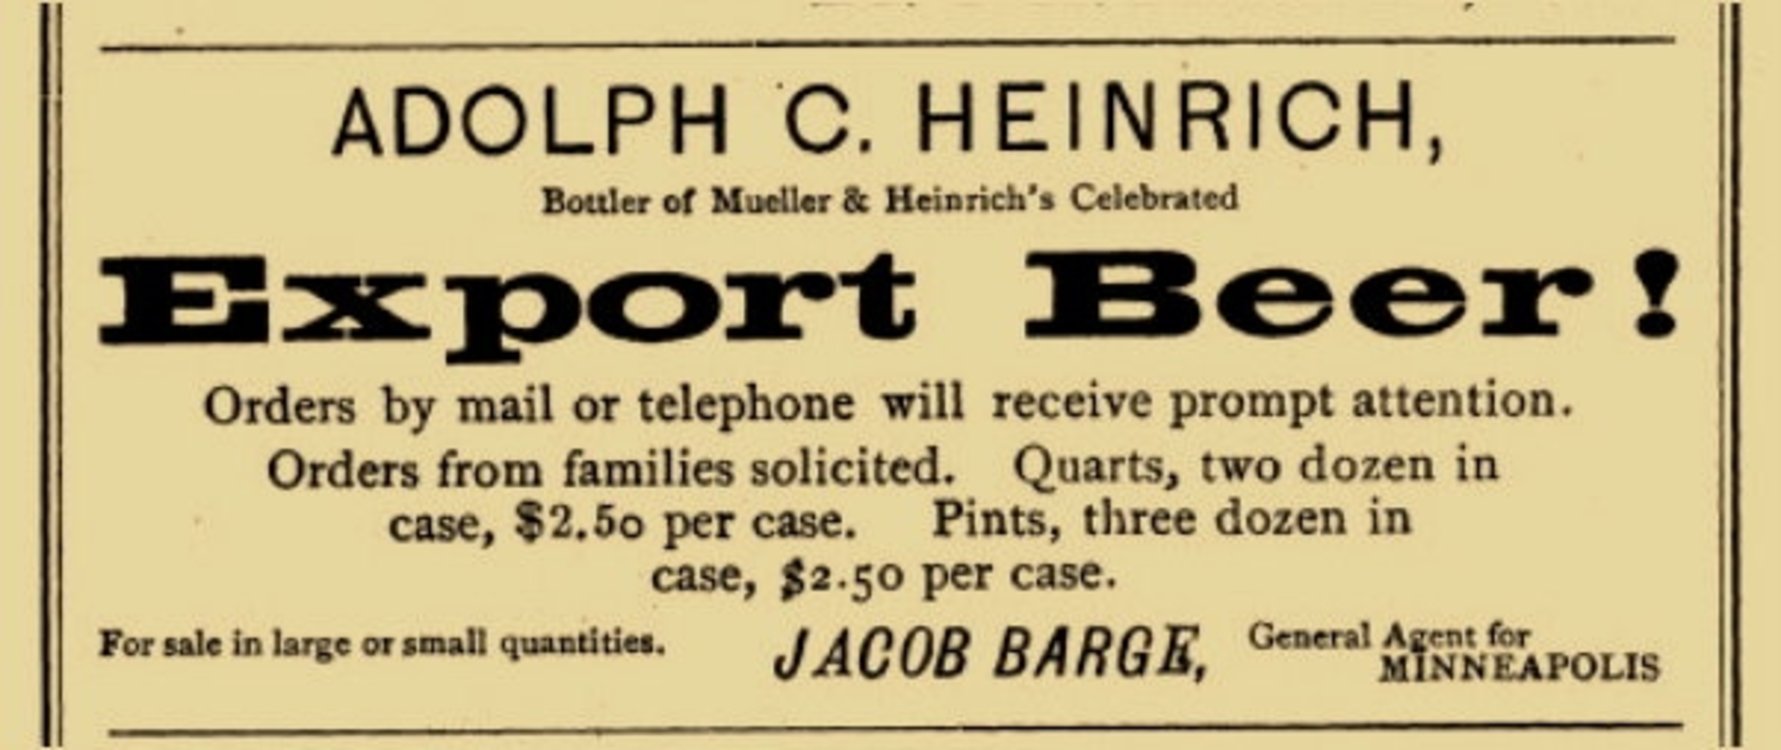 ADOLPH C. HEINRICH,
Bottler of Mueller & Heinrich's Celebrated
Export Beer!
Orders by mail or telephone will receive prompt attention.
Orders from families solicited. Quarts, two dozen in
case, $2.50 per case. Pints, three dozen in
case, $2.50 per case.
For sale in large or small quantities. JACOB BARGE, General Agent for
MINNEAPOLIS